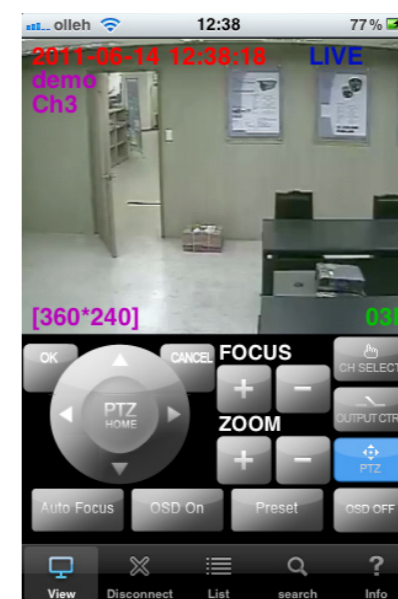 olleh 12:38 77%
2011-06-14 12:38:18 LIVE
demo
Ch3
[360*240]
OK CANCEL FOCUS CH SELECT
+ −
PTZ HOME
ZOOM OUTPUT CTR
+ − PTZ
Auto Focus OSD On Preset OSD OFF
View Disconnect List search Info